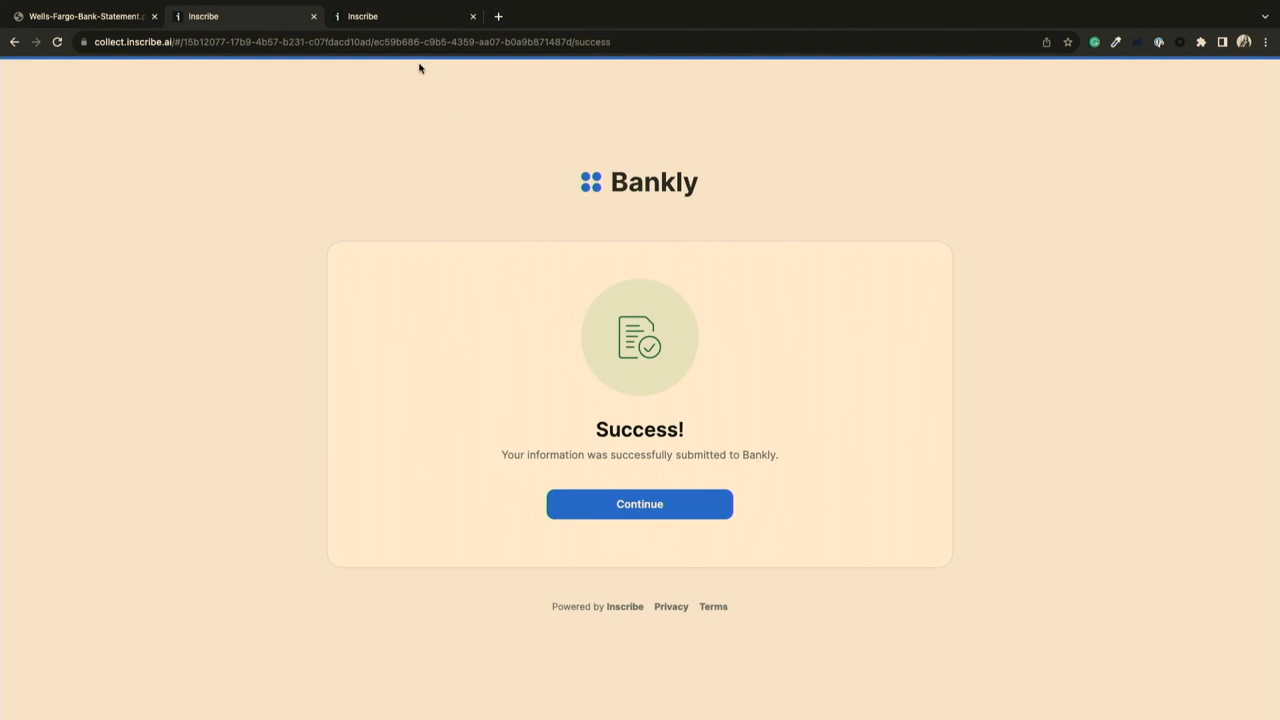 Wells-Fargo-Bank-Statement.p
Inscribe
Inscribe
collect.inscribe.ai/#/15b12077-17b9-4b57-b231-c07fdacd10ad/ec59b686-c9b5-4359-aa07-b0a9b871487d/success
Bankly
Success!
Your information was successfully submitted to Bankly.
Continue
Powered by Inscribe Privacy Terms